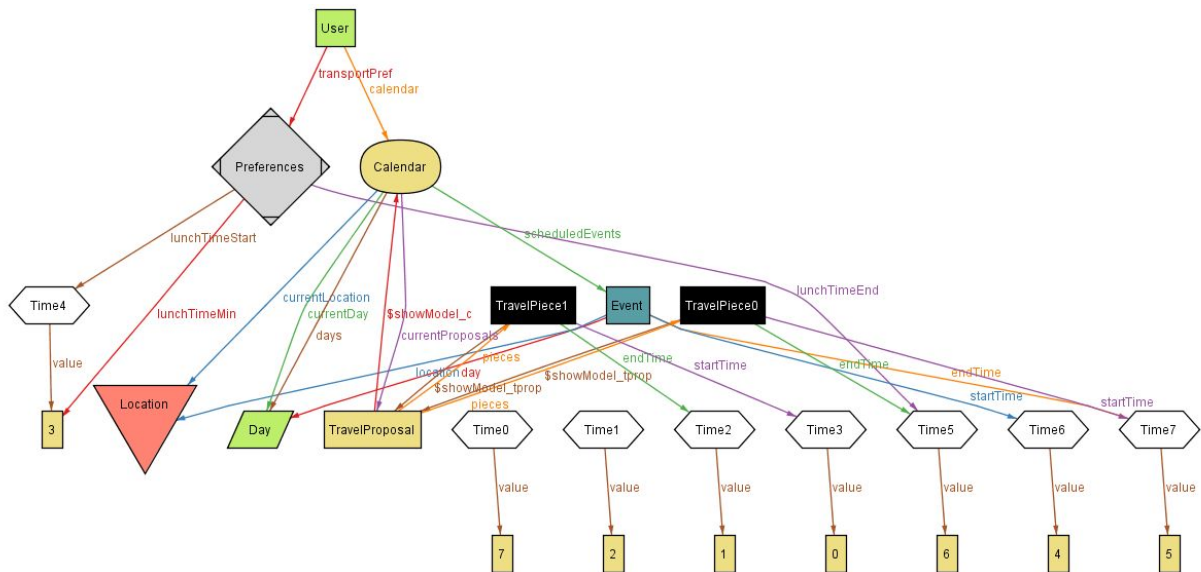 User
transportPref
calendar
Preferences
Calendar
lunchTimeStart
scheduledEvents
lunchTimeEnd
Time4
lunchTimeMin
currentLocation
currentDay
days
$showModel_c
currentProposals
TravelPiece1
Event
TravelPiece0
value
pieces
endTime
startTime
location
day
$showModel_tprop
$showModel_tprop
pieces
endTime
endTime
startTime
startTime
3
Location
Day
TravelProposal
Time0
Time1
Time2
Time3
Time5
Time6
Time7
value
value
value
value
value
value
value
7
2
1
0
6
4
5